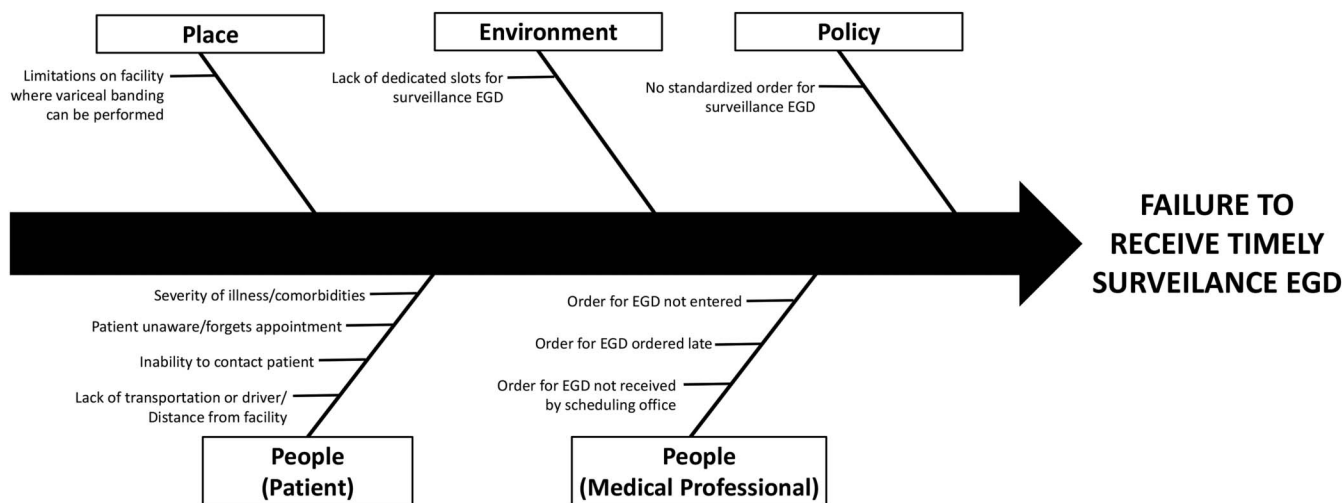 Place
Environment
Policy
Limitations on facility
where variceal banding
can be performed
Lack of dedicated slots for
surveillance EGD
No standardized order for
surveillance EGD
FAILURE TO
RECEIVE TIMELY
SURVEILANCE EGD
Severity of illness/comorbidities
Patient unaware/forgets appointment
Inability to contact patient
Lack of transportation or driver/
Distance from facility
Order for EGD not entered
Order for EGD ordered late
Order for EGD not received
by scheduling office
People
(Patient)
People
(Medical Professional)